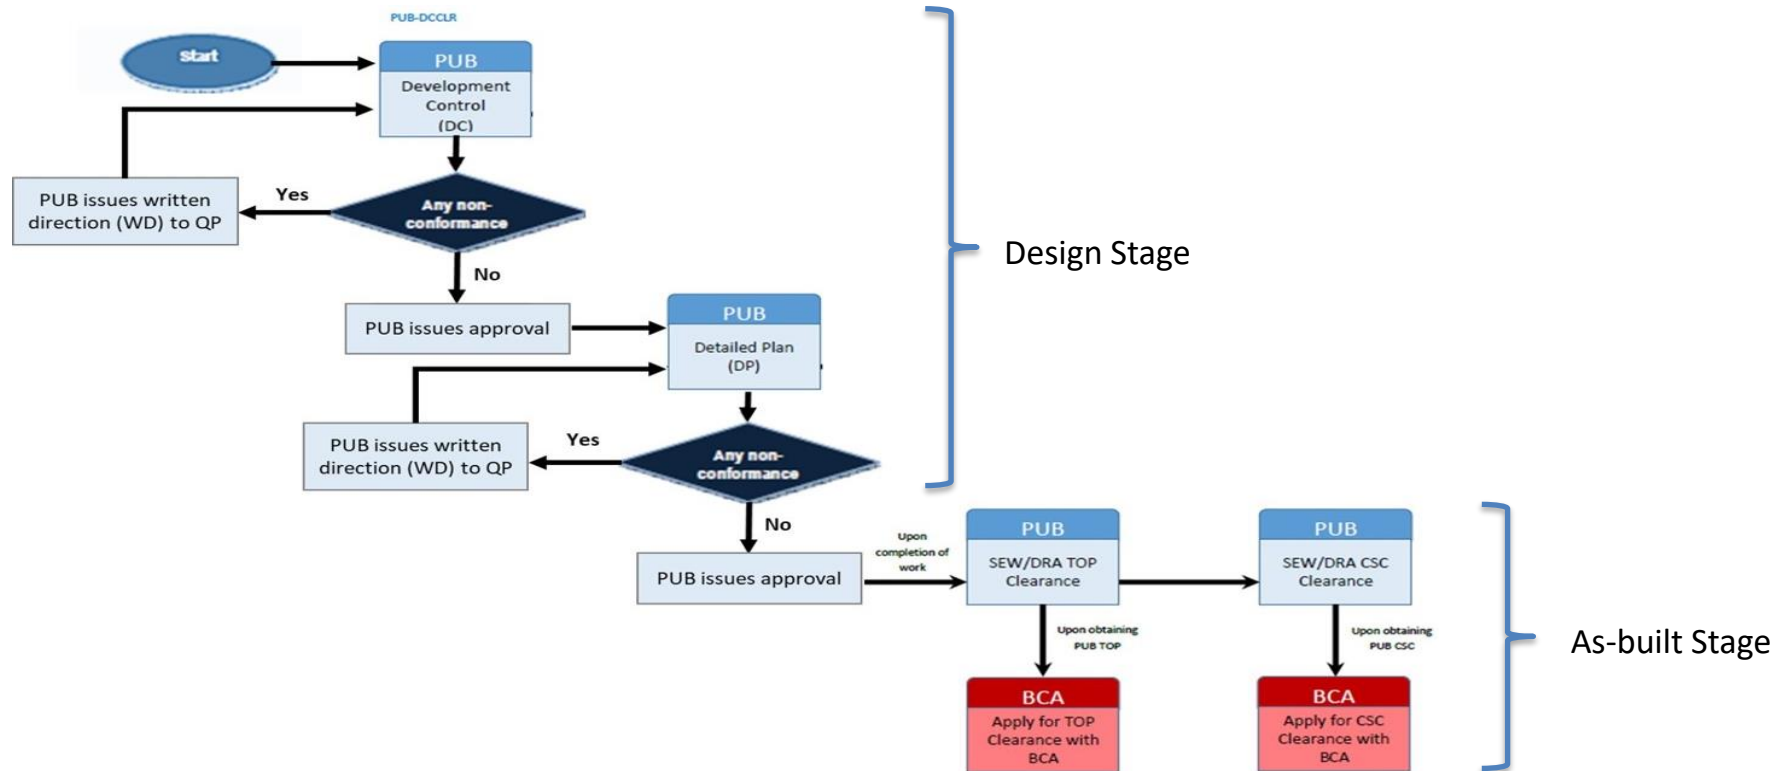 PUB-DCCLR
Start
PUB
Development
Control
(DC)
Any non-
conformance
Yes
PUB issues written
direction (WD) to QP
No
PUB issues approval
PUB
Detailed Plan
(DP)
Any non-
conformance
Yes
PUB issues written
direction (WD) to QP
No
PUB issues approval
Design Stage
Upon
completion of
work
PUB
SEW/DRA TOP
Clearance
PUB
SEW/DRA CSC
Clearance
Upon obtaining
PUB TOP
Upon obtaining
PUB CSC
BCA
Apply for TOP
Clearance with
BCA
BCA
Apply for CSC
Clearance with
BCA
As-built Stage